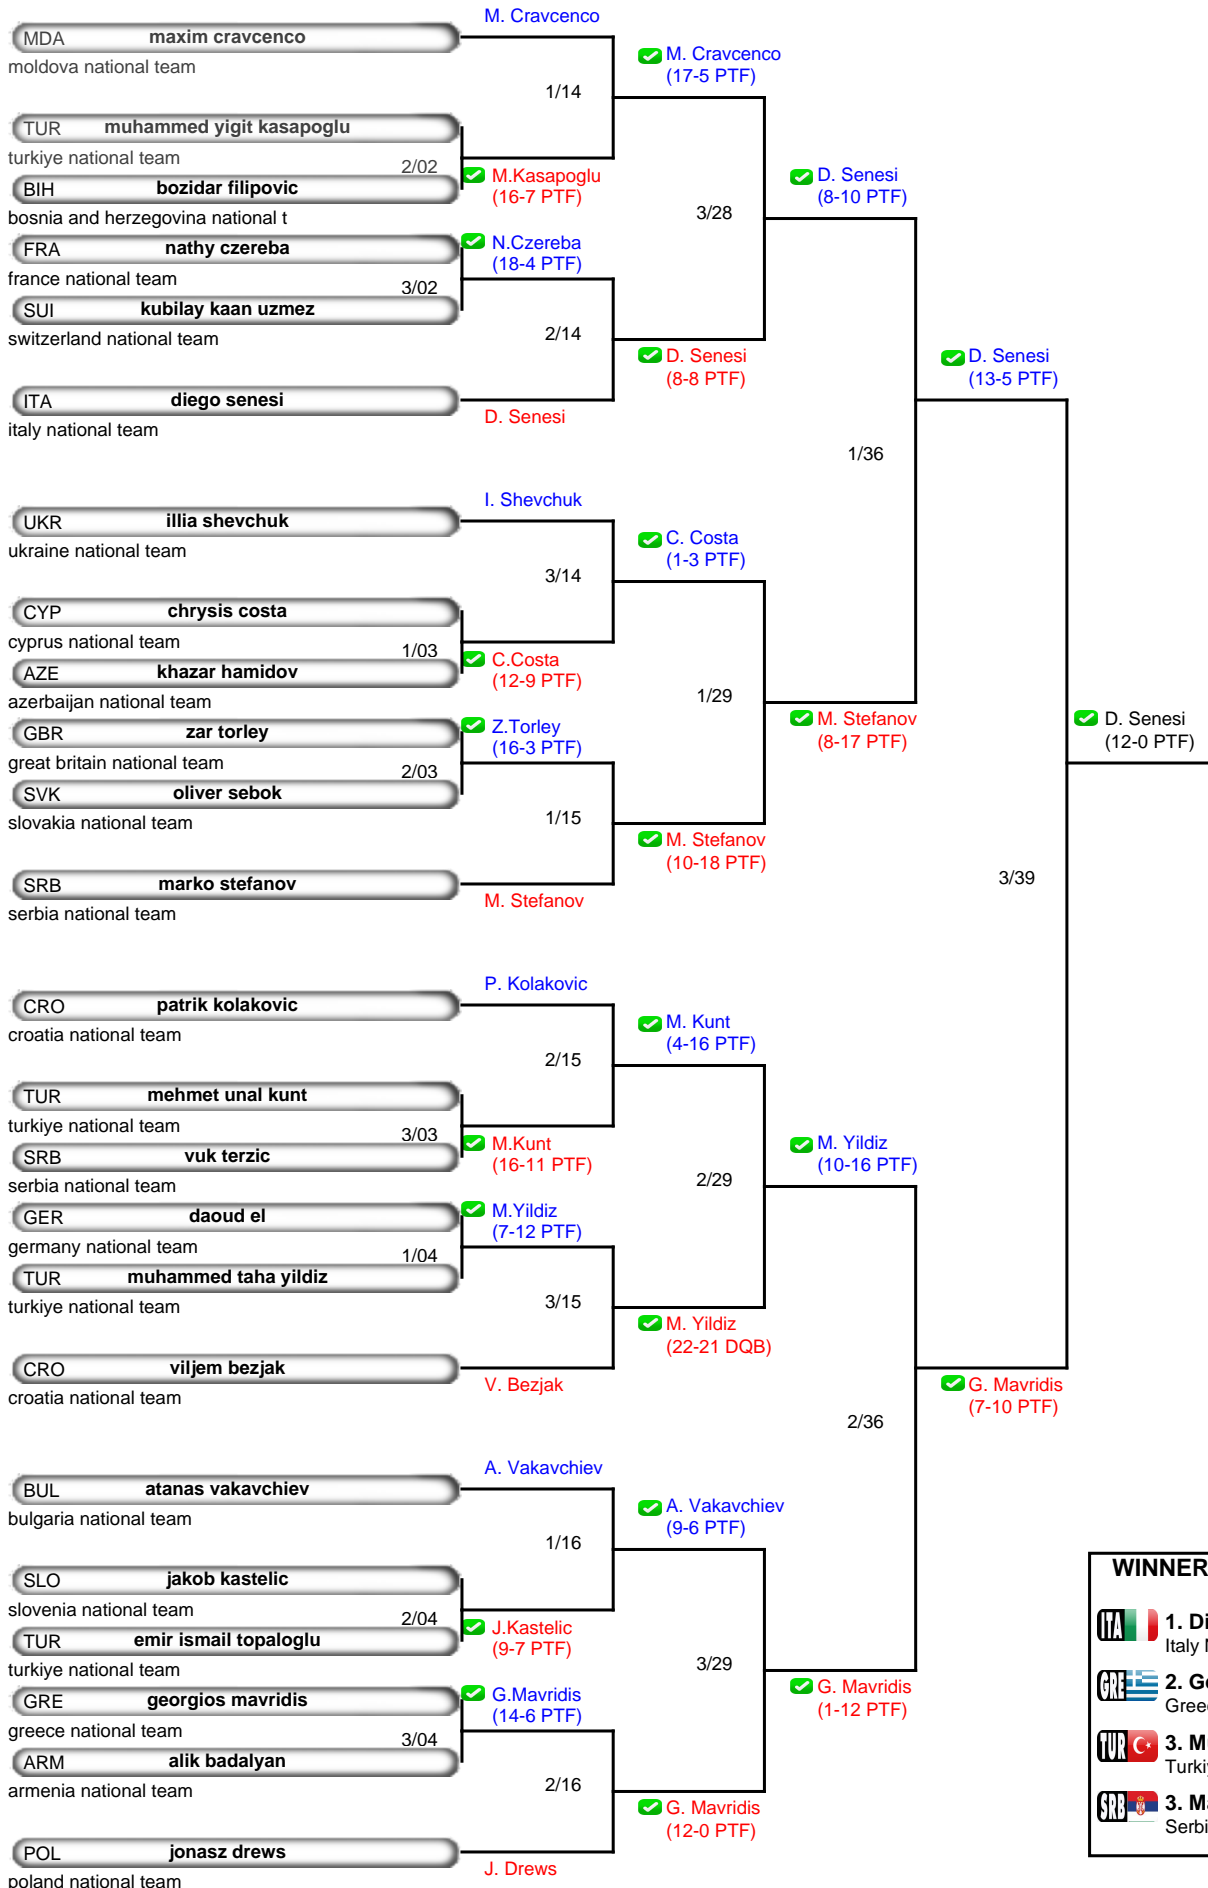 M. Cravcenco
MDA maxim cravcenco
moldova national team
M. Cravcenco
(17-5 PTF)
1/14
TUR muhammed yigit kasapoglu
turkiye national team
2/02
M.Kasapoglu
(16-7 PTF)
BIH bozidar filipovic
bosnia and herzegovina national t
D. Senesi
(8-10 PTF)
3/28
FRA nathy czereba
N.Czereba
(18-4 PTF)
france national team
3/02
SUI kubilay kaan uzmez
switzerland national team
2/14
D. Senesi
(8-8 PTF)
D. Senesi
(13-5 PTF)
ITA diego senesi
italy national team
D. Senesi
1/36
I. Shevchuk
UKR illia shevchuk
ukraine national team
C. Costa
(1-3 PTF)
3/14
CYP chrysis costa
cyprus national team
1/03
C.Costa
(12-9 PTF)
AZE khazar hamidov
azerbaijan national team
1/29
M. Stefanov
(8-17 PTF)
D. Senesi
(12-0 PTF)
GBR zar torley
Z.Torley
(16-3 PTF)
great britain national team
2/03
SVK oliver sebok
slovakia national team
1/15
M. Stefanov
(10-18 PTF)
SRB marko stefanov
serbia national team
M. Stefanov
3/39
P. Kolakovic
CRO patrik kolakovic
croatia national team
M. Kunt
(4-16 PTF)
2/15
TUR mehmet unal kunt
turkiye national team
3/03
M.Kunt
(16-11 PTF)
SRB vuk terzic
serbia national team
M. Yildiz
(10-16 PTF)
2/29
GER daoud el
M.Yildiz
(7-12 PTF)
germany national team
1/04
TUR muhammed taha yildiz
turkiye national team
3/15
M. Yildiz
(22-21 DQB)
CRO viljem bezjak
croatia national team
V. Bezjak
G. Mavridis
(7-10 PTF)
2/36
A. Vakavchiev
BUL atanas vakavchiev
bulgaria national team
A. Vakavchiev
(9-6 PTF)
1/16
SLO jakob kastelic
slovenia national team
2/04
J.Kastelic
(9-7 PTF)
TUR emir ismail topaloglu
turkiye national team
3/29
G. Mavridis
(1-12 PTF)
GRE georgios mavridis
G.Mavridis
(14-6 PTF)
greece national team
3/04
ARM alik badalyan
armenia national team
2/16
G. Mavridis
(12-0 PTF)
POL jonasz drews
poland national team
J. Drews
WINNER
ITA 1. Di
Italy
GRE 2. Ge
Greec
TUR 3. M
Turkiy
SRB 3. Ma
Serbi